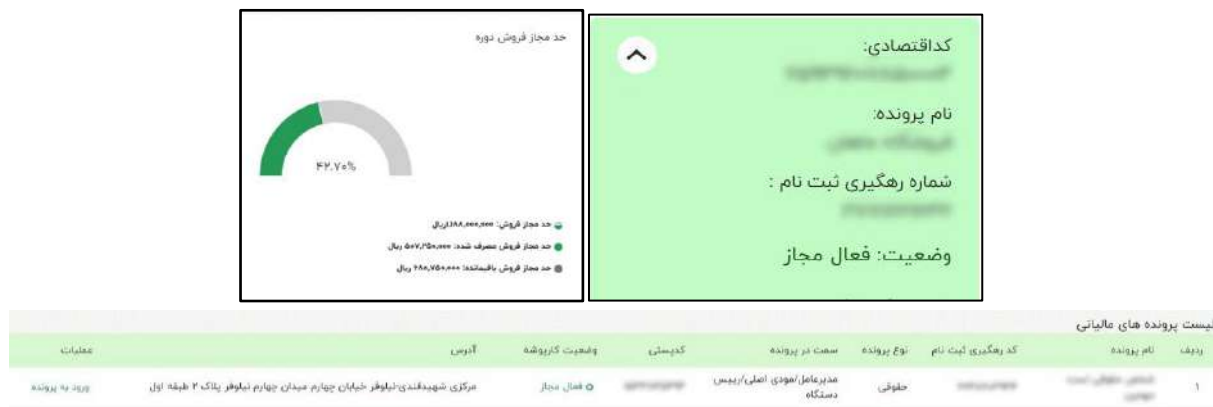 حد مجاز فروش دوره
۴۲.۷۰%
حد مجاز فروش: ۱,۱۸۸,۰۰۰,۰۰۰ریال
حد مجاز فروش مصرف شده: ۵۰۷,۲۵۰,۰۰۰ ریال
حد مجاز فروش باقیمانده: ۶۸۰,۷۵۰,۰۰۰ ریال
کداقتصادی:
نام پرونده:
شماره رهگیری ثبت نام :
وضعیت: فعال مجاز
لیست پرونده های مالیاتی
ردیف نام پرونده کد رهگیری ثبت نام نوع پرونده سمت در پرونده کدپستی وضعیت کارپوشه آدرس عملیات
۱ حقوقی مدیرعامل/مودی اصلی/رییس دستگاه فعال مجاز مرکزی شهیدقندی-نیلوفر خیابان چهارم میدان چهارم نیلوفر پلاک ۲ طبقه اول ورود به پرونده